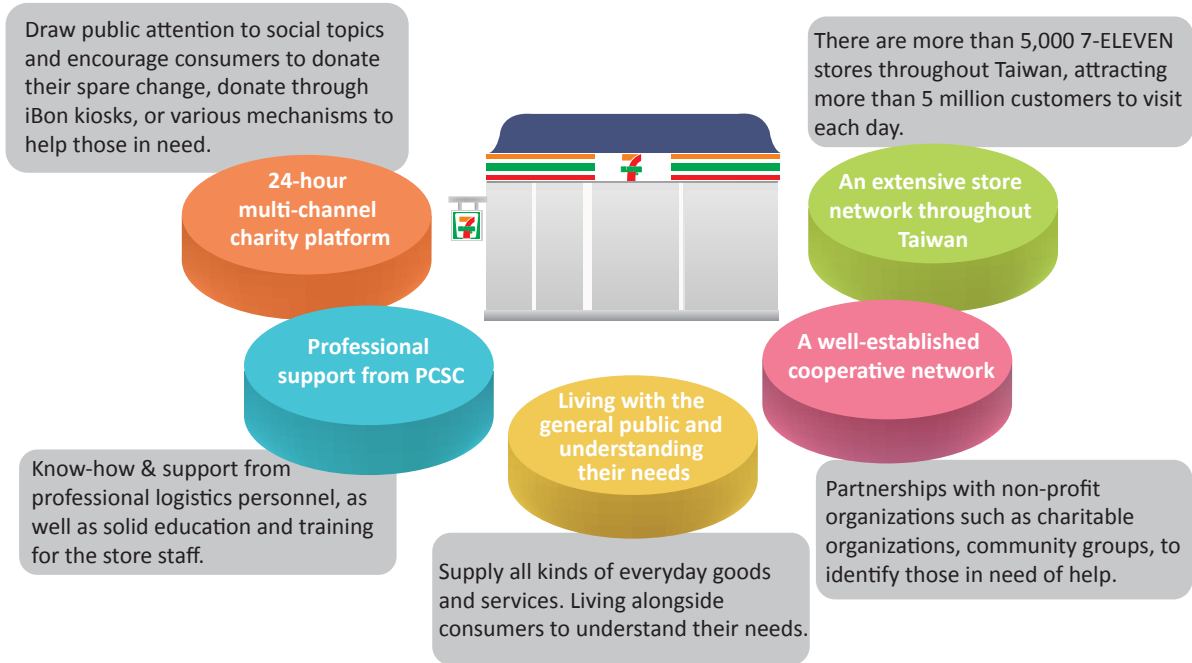 Draw public attention to social topics
and encourage consumers to donate
their spare change, donate through
iBon kiosks, or various mechanisms to
help those in need.
24-hour
multi-channel
charity platform
There are more than 5,000 7-ELEVEN
stores throughout Taiwan, attracting
more than 5 million customers to visit
each day.
An extensive store
network throughout
Taiwan
7
7
Professional
support from PCSC
Know-how & support from
professional logistics personnel, as
well as solid education and training
for the store staff.
Living with the
general public and
understanding
their needs
Supply all kinds of everyday goods
and services. Living alongside
consumers to understand their needs.
A well-established
cooperative network
Partnerships with non-profit
organizations such as charitable
organizations, community groups, to
identify those in need of help.